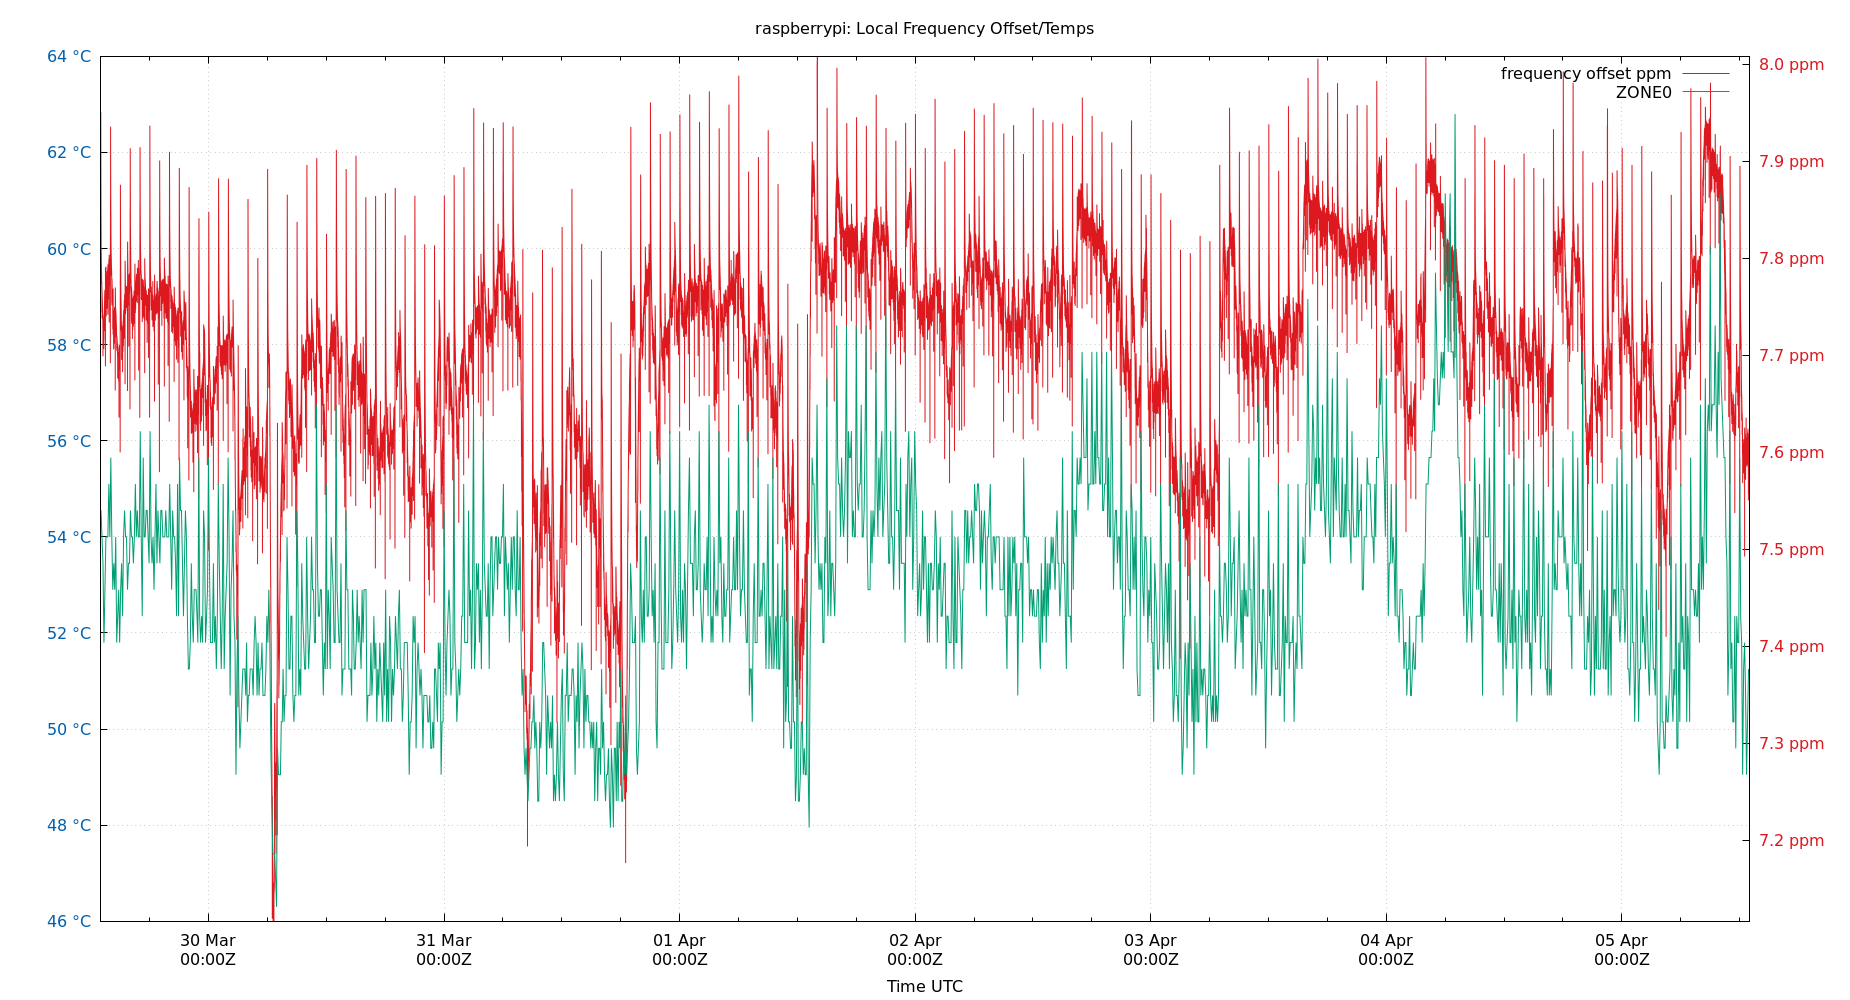 raspberrypi: Local Frequency Offset/Temps
64 °C
62 °C
60 °C
58 °C
56 °C
54 °C
52 °C
50 °C
48 °C
46 °C
8.0 ppm
7.9 ppm
7.8 ppm
7.7 ppm
7.6 ppm
7.5 ppm
7.4 ppm
7.3 ppm
7.2 ppm
frequency offset ppm
ZONE0
30 Mar
00:00Z
31 Mar
00:00Z
01 Apr
00:00Z
02 Apr
00:00Z
03 Apr
00:00Z
04 Apr
00:00Z
05 Apr
00:00Z
Time UTC